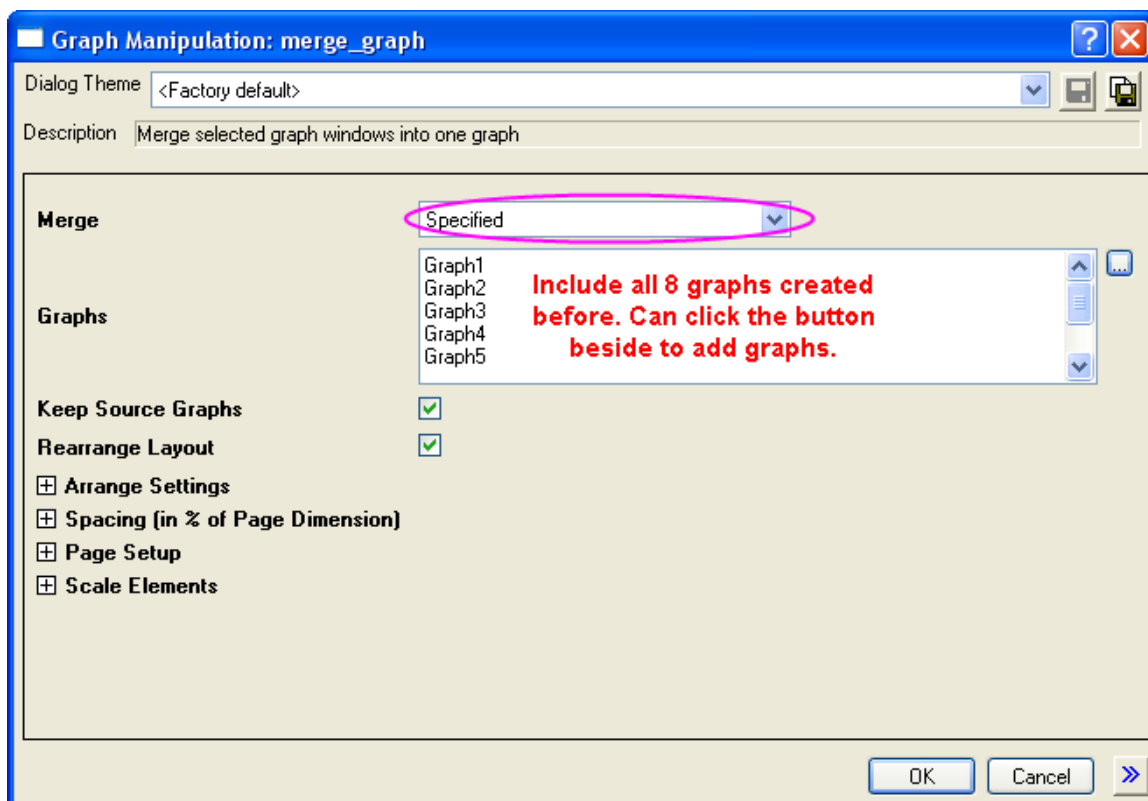 Graph Manipulation: merge_graph
Dialog Theme <Factory default>
Description Merge selected graph windows into one graph
Merge Specified
Graphs
Graph1
Graph2
Graph3
Graph4
Graph5
Include all 8 graphs created
before. Can click the button
beside to add graphs.
...
Keep Source Graphs
Rearrange Layout
Arrange Settings
Spacing (in % of Page Dimension)
Page Setup
Scale Elements
OK Cancel